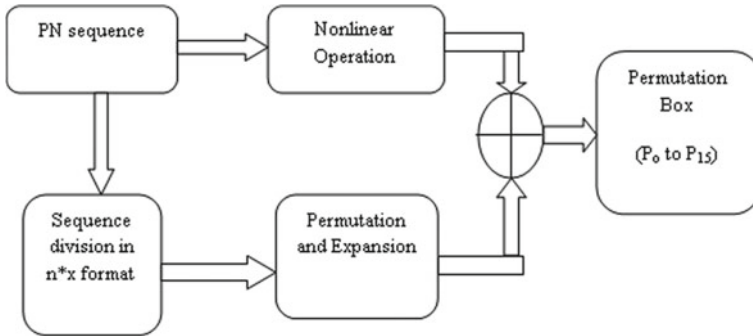 PN sequence
Nonlinear
Operation
Permutation
Box
(P₀ to P₁₅)
Sequence
division in
n*x format
Permutation
and Expansion